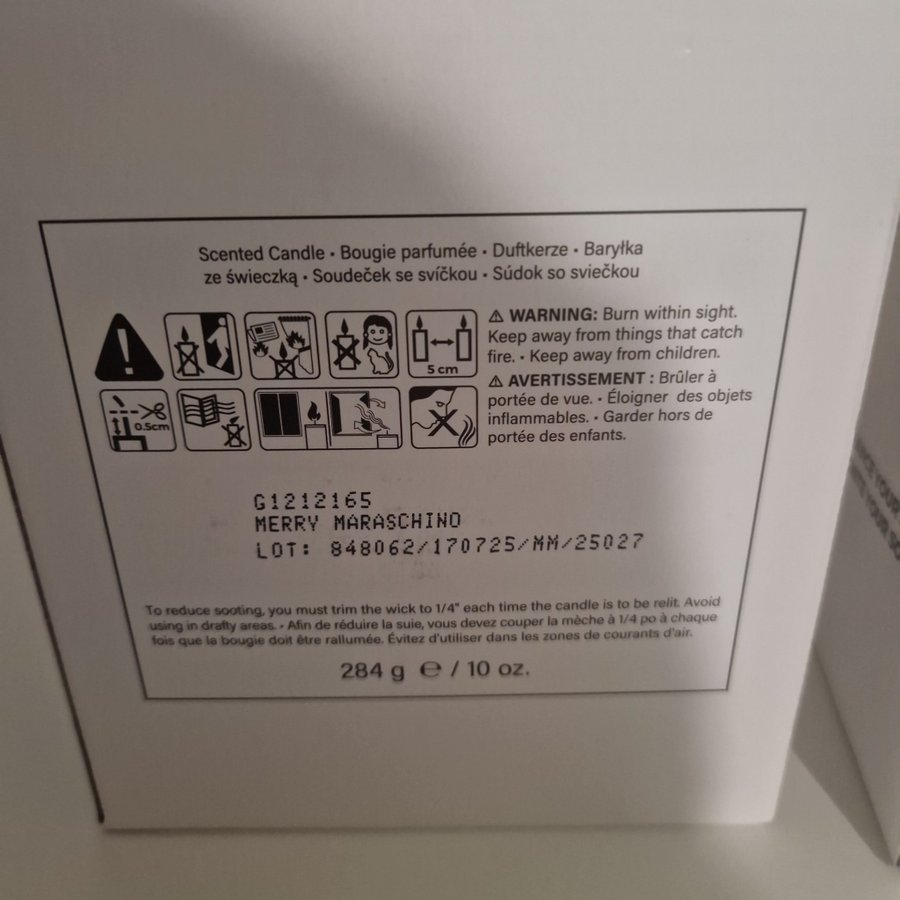 Scented Candle • Bougie parfumée • Duftkerze • Baryłka
ze świeczką • Soudeček se svíčkou • Súdok so sviečkou
⚠ WARNING: Burn within sight.
Keep away from things that catch
fire. • Keep away from children.
⚠ AVERTISSEMENT : Brûler à
portée de vue. • Éloigner des objets
inflammables. • Garder hors de
portée des enfants.
5 cm
0.5cm
G1212165
MERRY MARASCHINO
LOT: 848062/170725/MM/25027
To reduce sooting, you must trim the wick to 1/4" each time the candle is to be relit. Avoid
using in drafty areas. • Afin de réduire la suie, vous devez couper la mèche à 1/4 po à chaque
fois que la bougie doit être rallumée. Évitez d'utiliser dans les zones de courants d'air.
284 g ℮ / 10 oz.
YOUR
YOUR